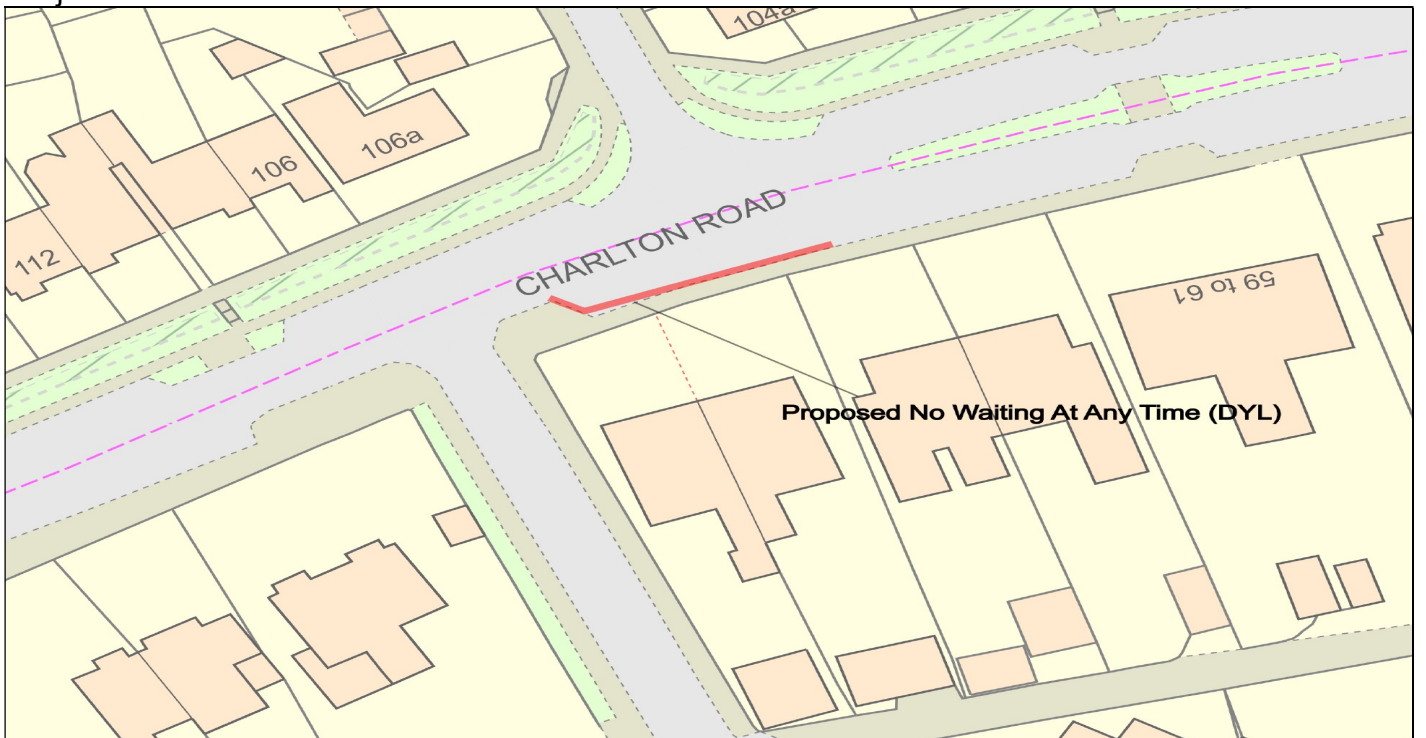 104a
106a
106
112
CHARLTON ROAD
59 to 61
Proposed No Waiting At Any Time (DYL)